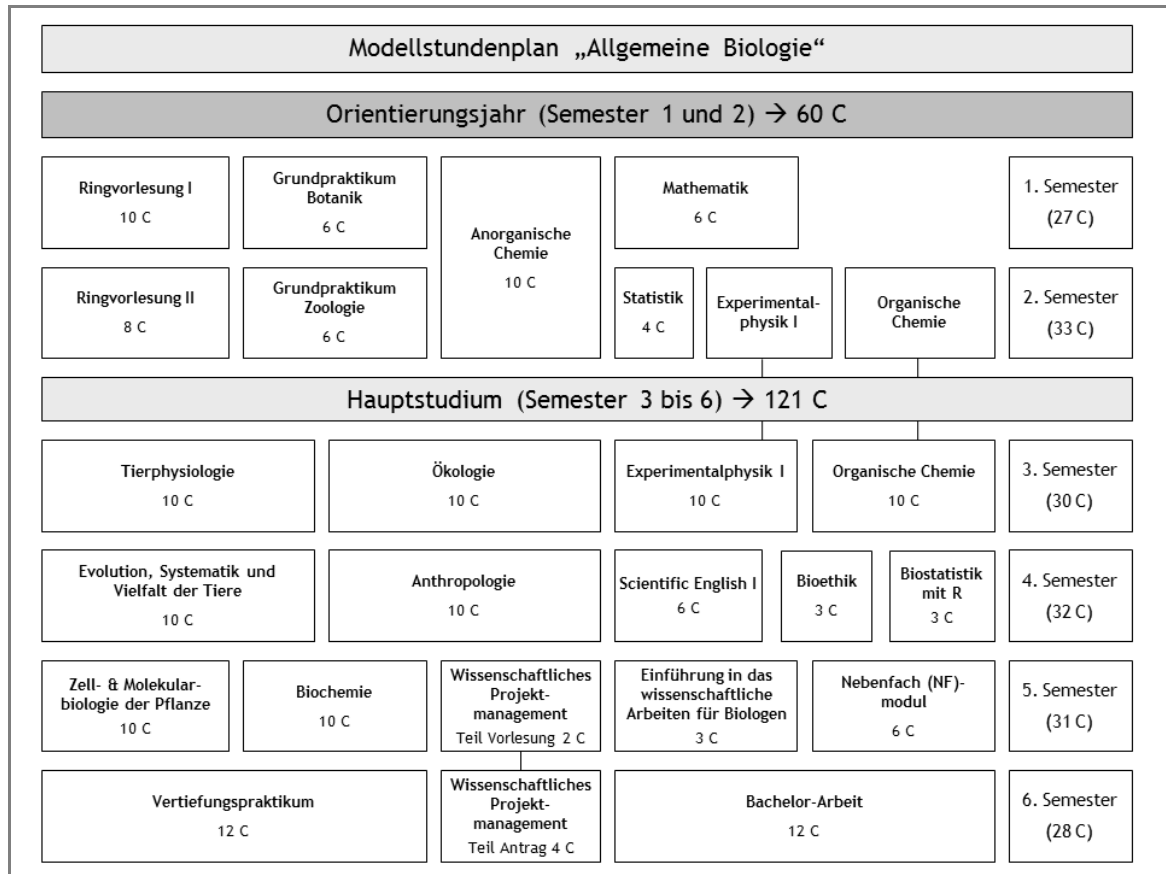 Modellstundenplan „Allgemeine Biologie“
Orientierungsjahr (Semester 1 und 2) → 60 C
Ringvorlesung I
10 C
Grundpraktikum
Botanik
6 C
Anorganische
Chemie
10 C
Mathematik
6 C
1. Semester
(27 C)
Ringvorlesung II
8 C
Grundpraktikum
Zoologie
6 C
Statistik
4 C
Experimental-
physik I
Organische
Chemie
2. Semester
(33 C)
Hauptstudium (Semester 3 bis 6) → 121 C
Tierphysiologie
10 C
Ökologie
10 C
Experimentalphysik I
10 C
Organische Chemie
10 C
3. Semester
(30 C)
Evolution, Systematik und
Vielfalt der Tiere
10 C
Anthropologie
10 C
Scientific English I
6 C
Bioethik
3 C
Biostatistik
mit R
3 C
4. Semester
(32 C)
Zell- & Molekular-
biologie der Pflanze
10 C
Biochemie
10 C
Wissenschaftliches
Projekt-
management
Teil Vorlesung 2 C
Einführung in das
wissenschaftliche
Arbeiten für Biologen
3 C
Nebenfach (NF)-
modul
6 C
5. Semester
(31 C)
Vertiefungspraktikum
12 C
Wissenschaftliches
Projekt-
management
Teil Antrag 4 C
Bachelor-Arbeit
12 C
6. Semester
(28 C)